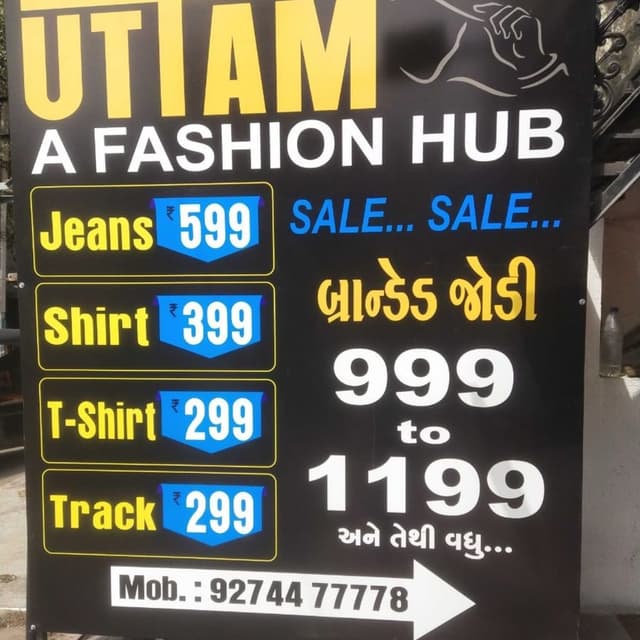 UTTAM
A FASHION HUB
Jeans ₹ 599
Shirt ₹ 399
T-Shirt ₹ 299
Track ₹ 299
SALE... SALE...
બ્રાન્ડેડ જોડી
999
to
1199
અને તેથી વધુ...
Mob. : 92744 77778